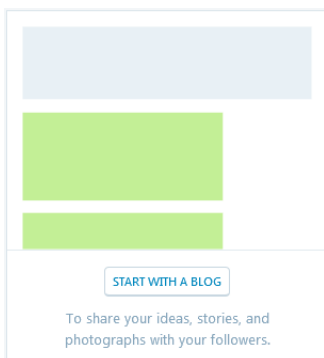 START WITH A BLOG
To share your ideas, stories, and
photographs with your followers.